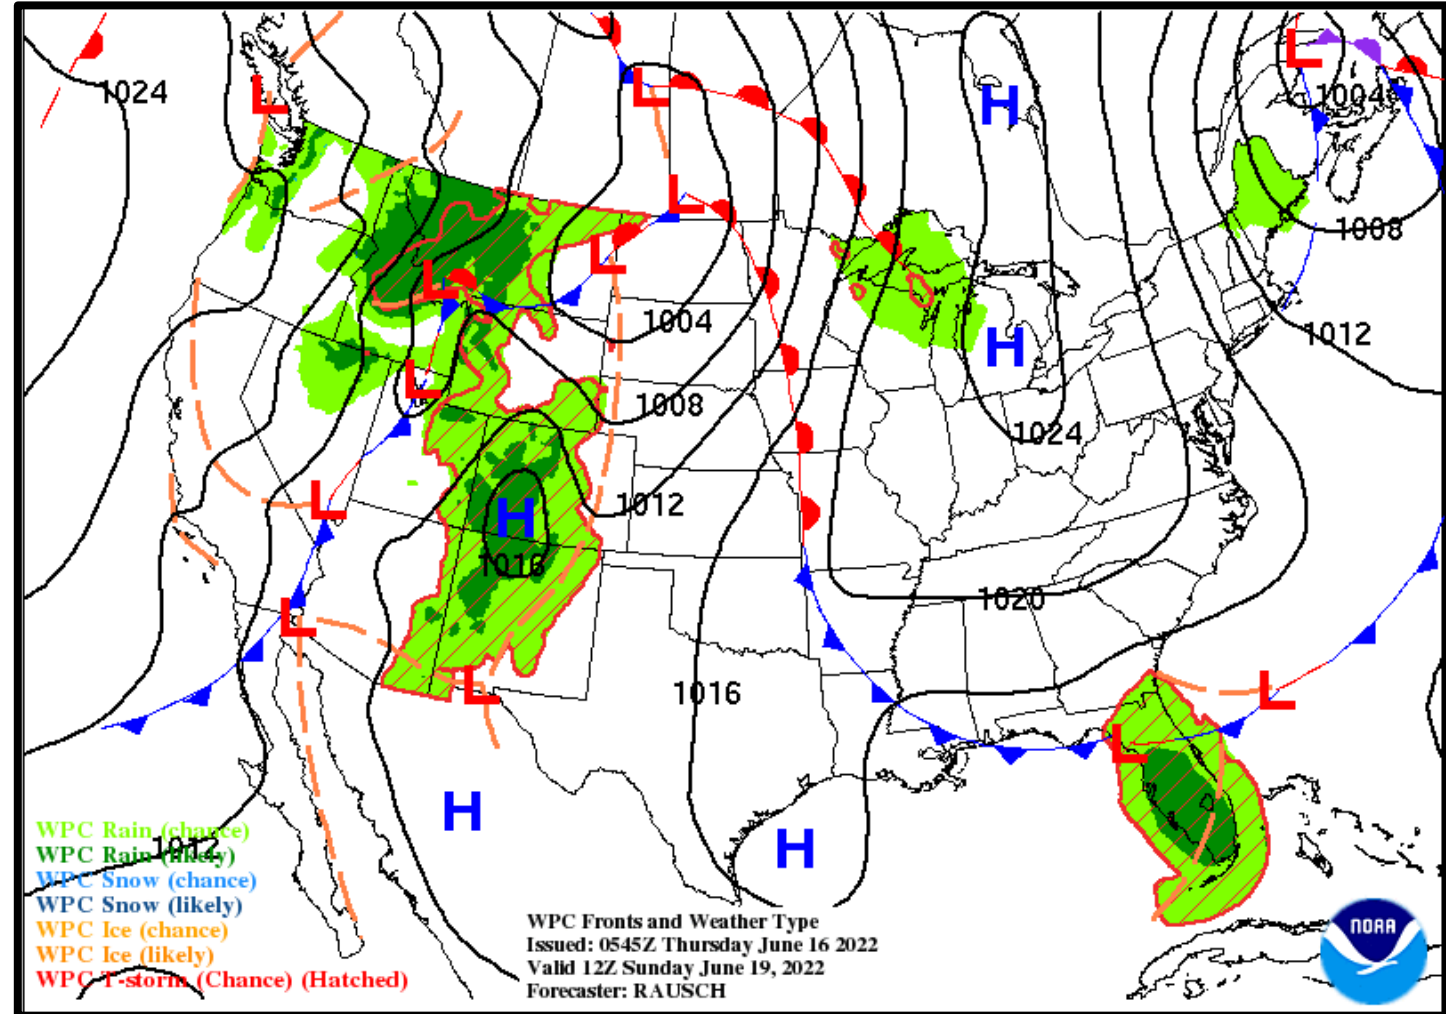 L
1004
1024
L
L
H
L
1008
L
L
1004
1012
H
L
1008
1024
L
H
1012
1016
1020
L
L
1016
L
L
H
H
WPC Rain (chance)
1012
WPC Rain (likely)
WPC Snow (chance)
WPC Snow (likely)
WPC Ice (chance)
WPC Ice (likely)
WPC T-storm (Chance) (Hatched)
WPC Fronts and Weather Type
Issued: 0545Z Thursday June 16 2022
Valid 12Z Sunday June 19, 2022
Forecaster: RAUSCH
NOAA